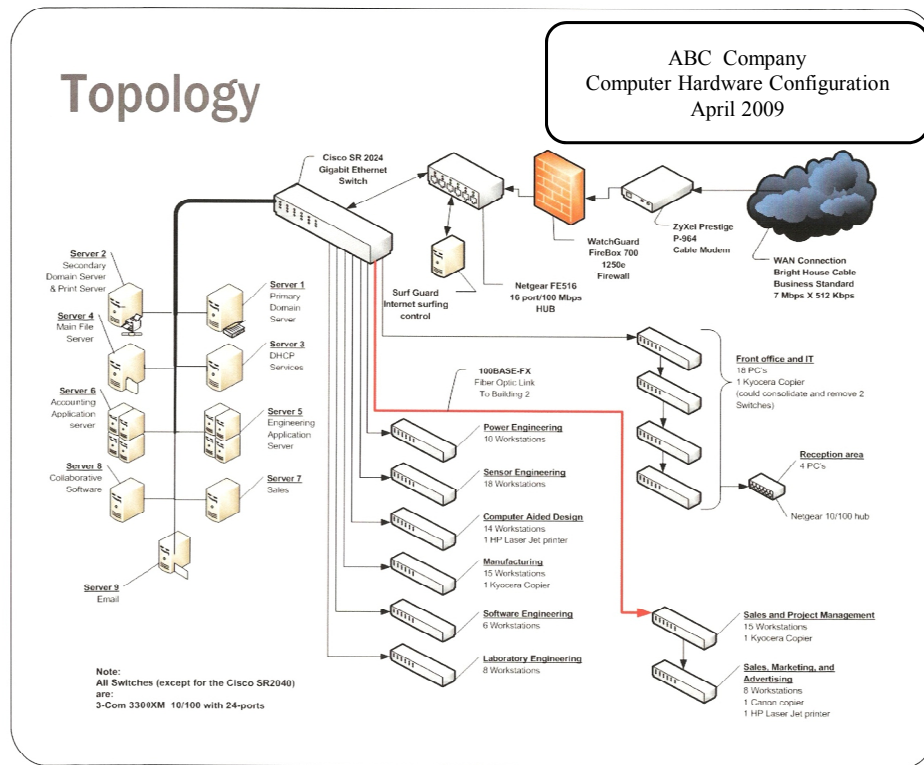 Topology
ABC Company
Computer Hardware Configuration
April 2009
Cisco SR 2024
Gigabit Ethernet
Switch
Surf Guard
Internet surfing
control
Netgear FE516
16 port/100 Mbps
HUB
WatchGuard
FireBox 700
1250e
Firewall
ZyXel Prestige
P-964
Cable Modem
WAN Connection
Bright House Cable
Business Standard
7 Mbps X 512 Kbps
Server 2
Secondary
Domain Server
& Print Server
Server 1
Primary
Domain
Server
Server 4
Main File
Server
Server 3
DHCP
Services
Server 6
Accounting
Application
server
Server 5
Engineering
Application
Server
Server 8
Collaborative
Software
Server 7
Sales
Server 9
Email
100BASE-FX
Fiber Optic Link
To Building 2
Power Engineering
10 Workstations
Sensor Engineering
18 Workstations
Computer Aided Design
14 Workstations
1 HP Laser Jet printer
Manufacturing
15 Workstations
1 Kyocera Copier
Software Engineering
6 Workstations
Laboratory Engineering
8 Workstations
Front office and IT
18 PC's
1 Kyocera Copier
(could consolidate and remove 2
Switches)
Reception area
4 PC's
Netgear 10/100 hub
Sales and Project Management
15 Workstations
1 Kyocera Copier
Sales, Marketing, and
Advertising
8 Workstations
1 Canon copier
1 HP Laser Jet printer
Note:
All Switches (except for the Cisco SR2040)
are:
3-Com 3300XM 10/100 with 24-ports